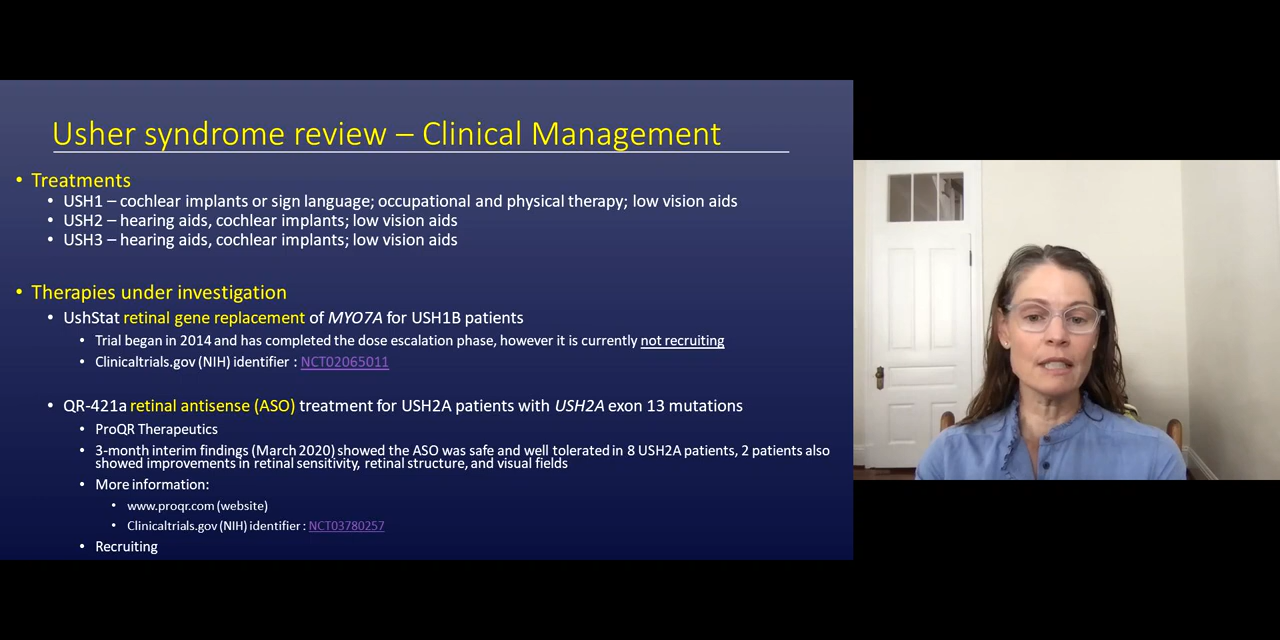 Usher syndrome review – Clinical Management
• Treatments
• USH1 – cochlear implants or sign language; occupational and physical therapy; low vision aids
• USH2 – hearing aids, cochlear implants; low vision aids
• USH3 – hearing aids, cochlear implants; low vision aids
• Therapies under investigation
• UshStat retinal gene replacement of MYO7A for USH1B patients
• Trial began in 2014 and has completed the dose escalation phase, however it is currently not recruiting
• Clinicaltrials.gov (NIH) identifier : NCT02065011
• QR-421a retinal antisense (ASO) treatment for USH2A patients with USH2A exon 13 mutations
• ProQR Therapeutics
• 3-month interim findings (March 2020) showed the ASO was safe and well tolerated in 8 USH2A patients, 2 patients also
showed improvements in retinal sensitivity, retinal structure, and visual fields
• More information:
• www.proqr.com (website)
• Clinicaltrials.gov (NIH) identifier : NCT03780257
• Recruiting